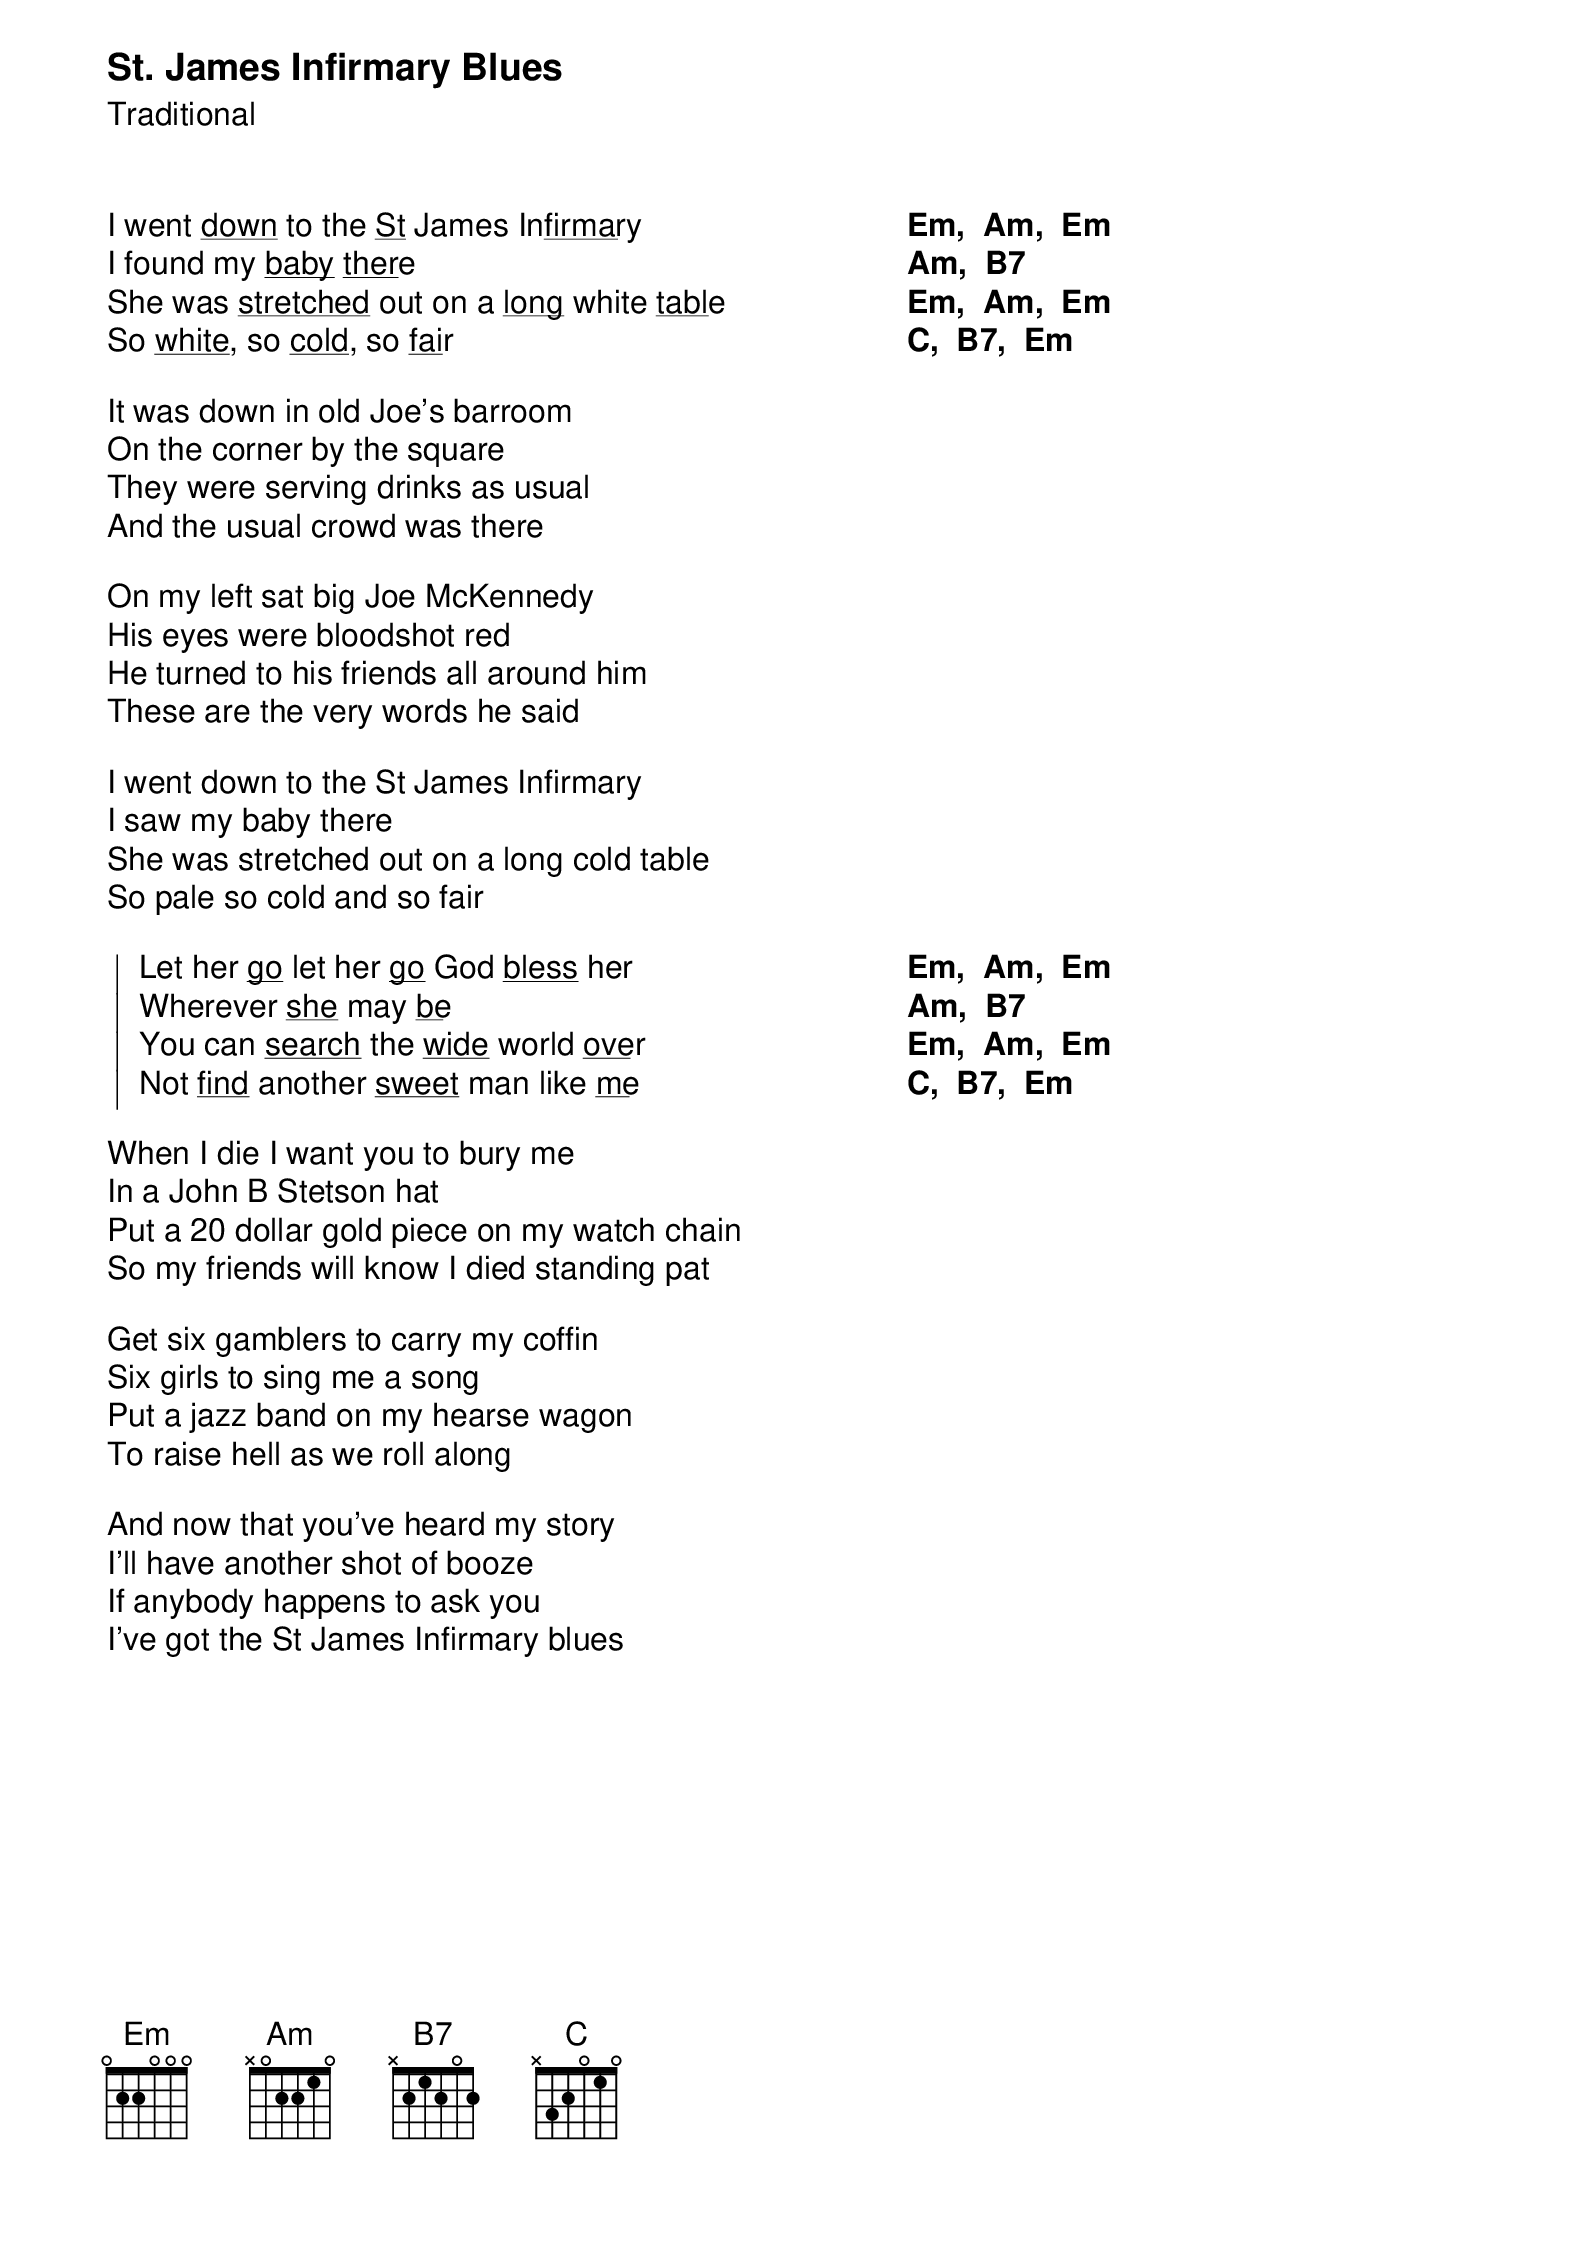 St. James Infirmary Blues
Traditional
I went down to the St James Infirmary Em, Am, Em
I found my baby there Am, B7
She was stretched out on a long white table Em, Am, Em
So white, so cold, so fair C, B7, Em
It was down in old Joe’s barroom
On the corner by the square
They were serving drinks as usual
And the usual crowd was there
On my left sat big Joe McKennedy
His eyes were bloodshot red
He turned to his friends all around him
These are the very words he said
I went down to the St James Infirmary
I saw my baby there
She was stretched out on a long cold table
So pale so cold and so fair
Let her go let her go God bless her Em, Am, Em
Wherever she may be Am, B7
You can search the wide world over Em, Am, Em
Not find another sweet man like me C, B7, Em
When I die I want you to bury me
In a John B Stetson hat
Put a 20 dollar gold piece on my watch chain
So my friends will know I died standing pat
Get six gamblers to carry my coffin
Six girls to sing me a song
Put a jazz band on my hearse wagon
To raise hell as we roll along
And now that you’ve heard my story
I’ll have another shot of booze
If anybody happens to ask you
I’ve got the St James Infirmary blues
Em Am B7 C